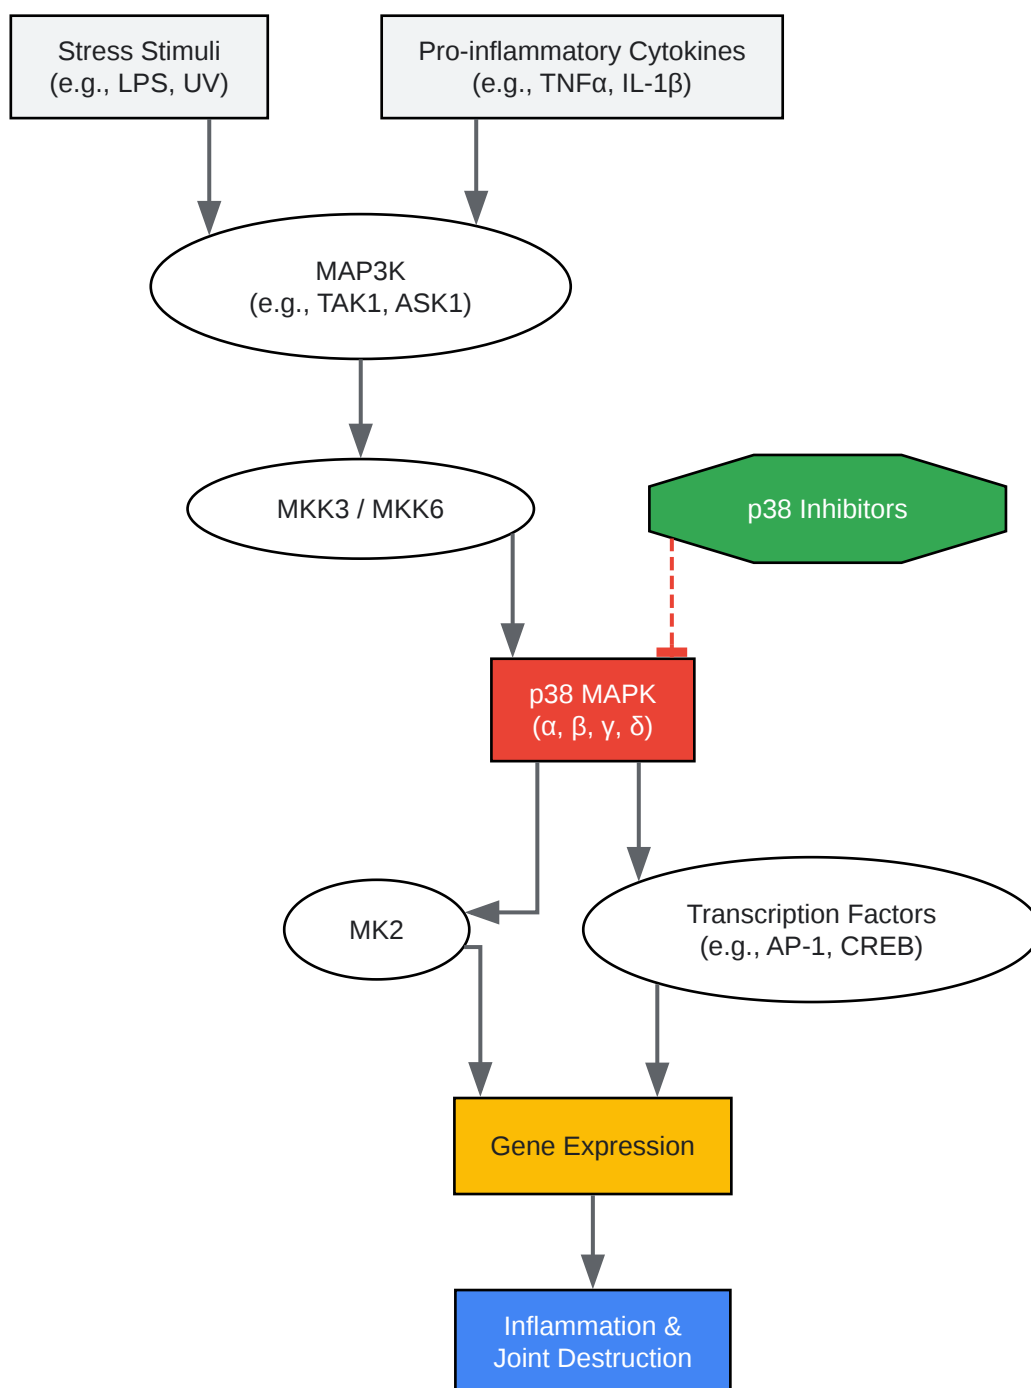 Stress Stimuli
(e.g., LPS, UV)
Pro-inflammatory Cytokines
(e.g., TNFα, IL-1β)
MAP3K
(e.g., TAK1, ASK1)
MKK3 / MKK6
p38 Inhibitors
p38 MAPK
(α, β, γ, δ)
MK2
Transcription Factors
(e.g., AP-1, CREB)
Gene Expression
Inflammation &
Joint Destruction